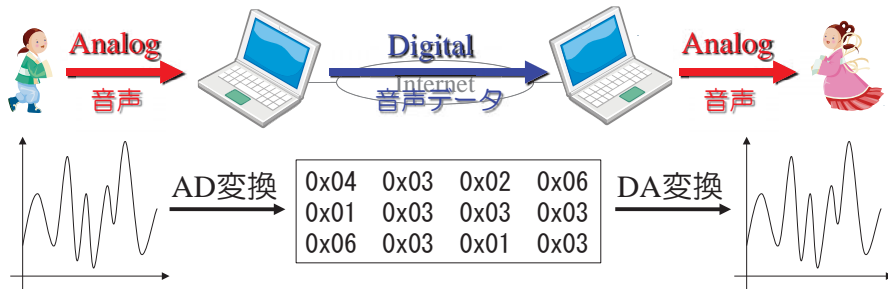 Analog
音声
Digital
Internet
音声データ
Analog
音声
AD変換
0x04 0x03 0x02 0x06
0x01 0x03 0x03 0x03
0x06 0x03 0x01 0x03
DA変換